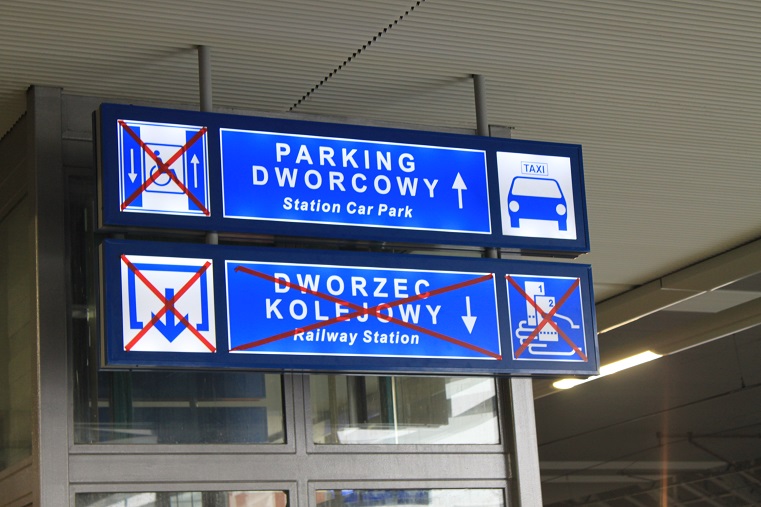 PARKING
DWORCOWY
Station Car Park
TAXI
DWORZEC
KOLEJOWY
Railway Station
1
2